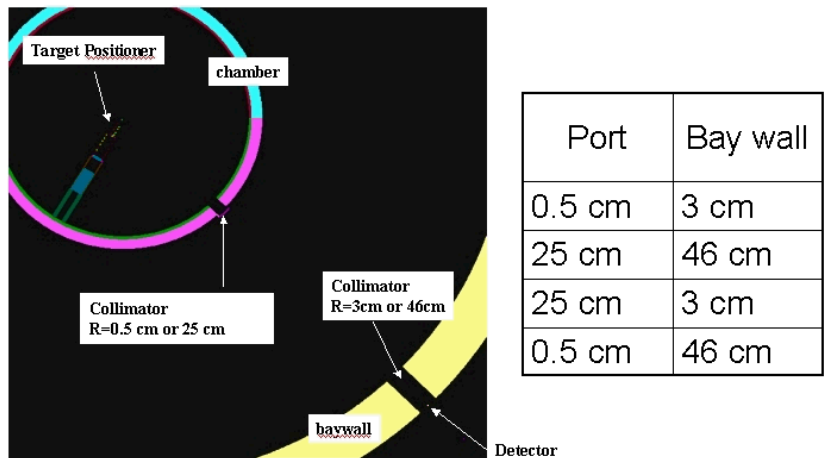 Target Positioner
chamber
Collimator
R=0.5 cm or 25 cm
Collimator
R=3cm or 46cm
baywall
Detector
Port Bay wall
0.5 cm 3 cm
25 cm 46 cm
25 cm 3 cm
0.5 cm 46 cm